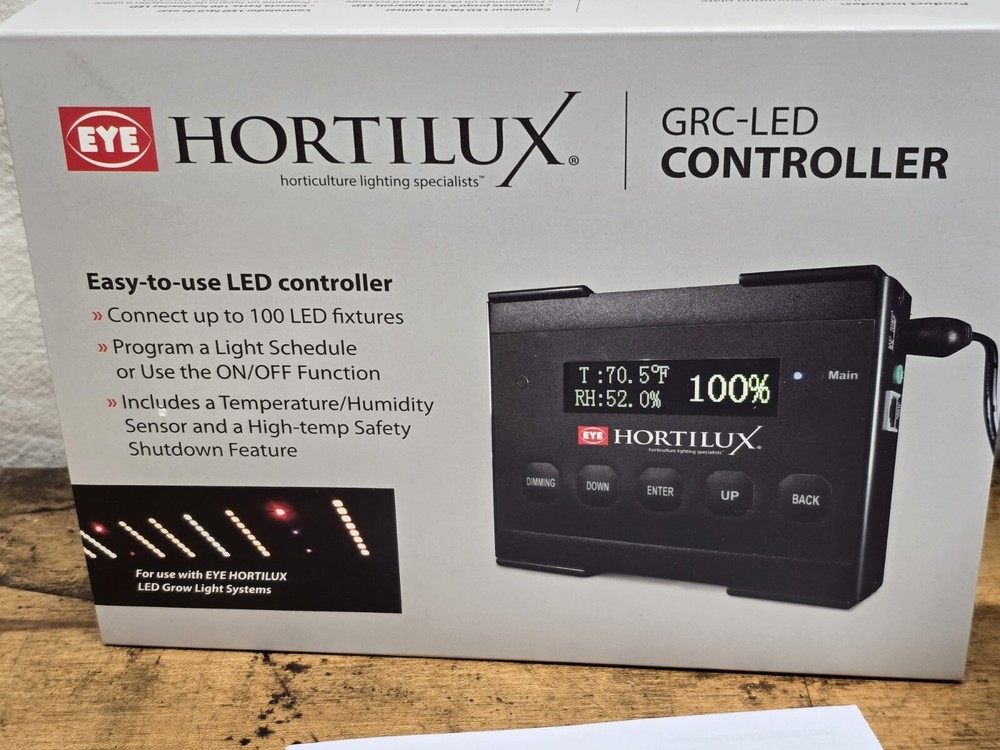 EYE HORTILUX®
horticulture lighting specialists™
GRC-LED
CONTROLLER
Easy-to-use LED controller
» Connect up to 100 LED fixtures
» Program a Light Schedule
or Use the ON/OFF Function
» Includes a Temperature/Humidity
Sensor and a High-temp Safety
Shutdown Feature
For use with EYE HORTILUX
LED Grow Light Systems
T :70.5°F
RH:52.0%
100%
Main
EYE HORTILUX®
horticulture lighting specialists™
DIMMING
DOWN
ENTER
UP
BACK